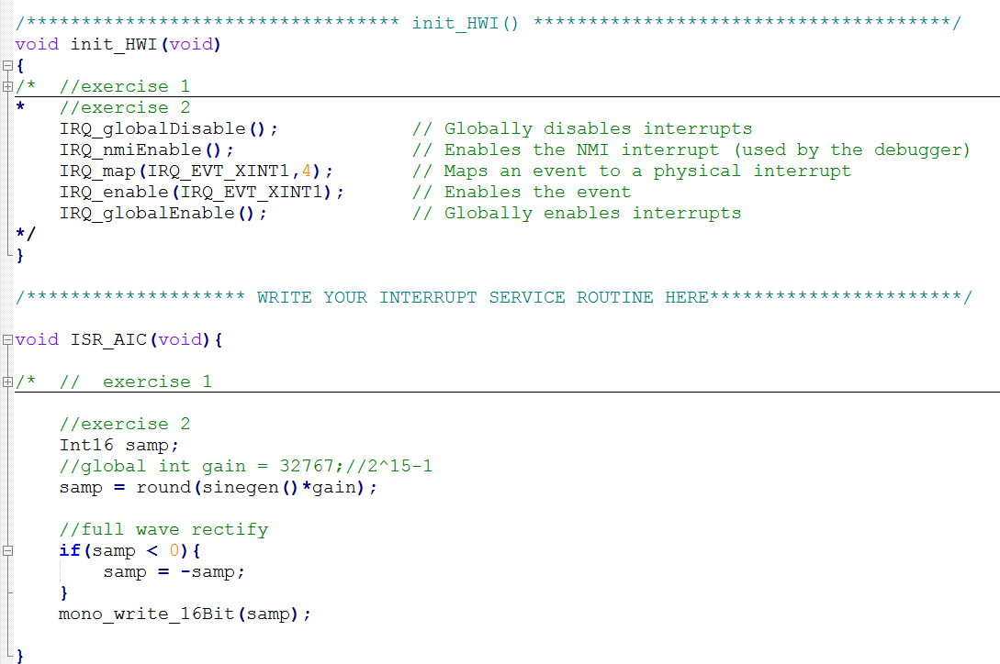 /********************************** init_HWI() **************************************/
void init_HWI(void)
{
/*  //exercise 1
*   //exercise 2
    IRQ_globalDisable();            // Globally disables interrupts
    IRQ_nmiEnable();                // Enables the NMI interrupt (used by the debugger)
    IRQ_map(IRQ_EVT_XINT1,4);       // Maps an event to a physical interrupt
    IRQ_enable(IRQ_EVT_XINT1);      // Enables the event
    IRQ_globalEnable();             // Globally enables interrupts
*/
}
/******************** WRITE YOUR INTERRUPT SERVICE ROUTINE HERE***********************/
void ISR_AIC(void){
/*  //  exercise 1
    //exercise 2
    Int16 samp;
    //global int gain = 32767;//2^15-1
    samp = round(sinegen()*gain);
    //full wave rectify
    if(samp < 0){
        samp = -samp;
    }
    mono_write_16Bit(samp);
}